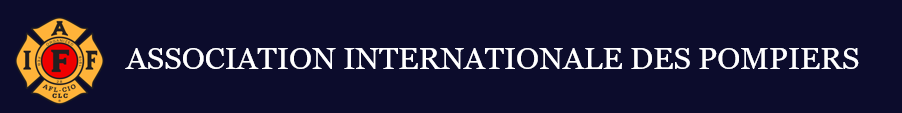 A
I F F
AFL-CIO
CLC
ASSOCIATION INTERNATIONALE DES POMPIERS